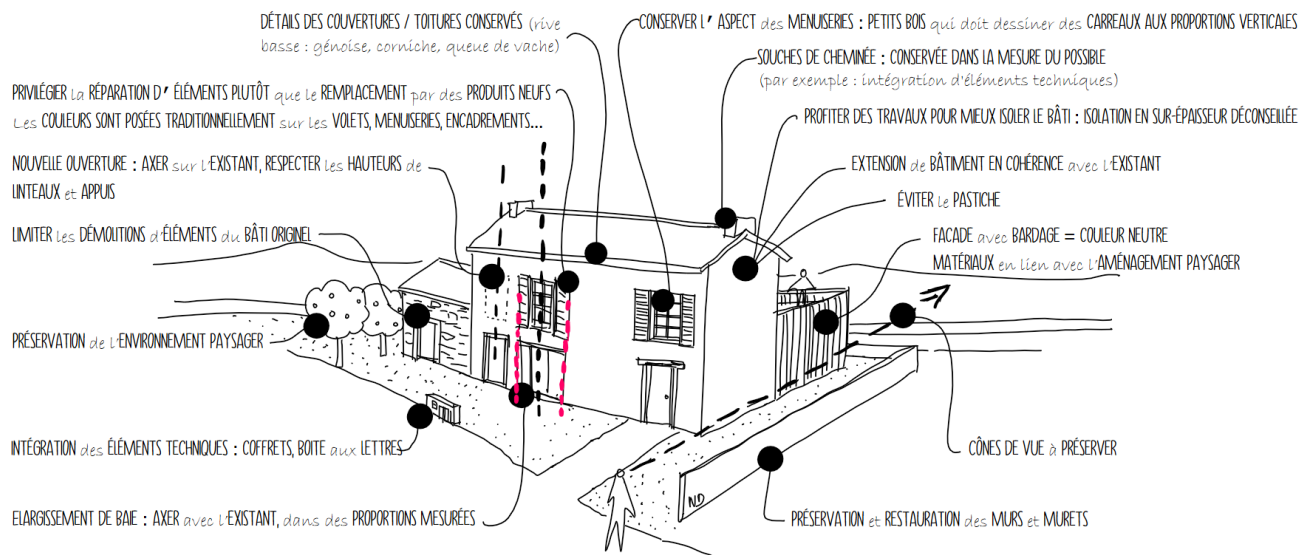 DÉTAILS DES COUVERTURES / TOITURES CONSERVÉS (rive
basse : génoise, corniche, queue de vache)
CONSERVER L' ASPECT des MENUISERIES : PETITS BOIS qui doit dessiner des CARREAUX AUX PROPORTIONS VERTICALES
SOUCHES DE CHEMINÉE : CONSERVÉE DANS LA MESURE DU POSSIBLE
(par exemple : intégration d'éléments techniques)
PRIVILÉGIER la RÉPARATION D' ÉLÉMENTS PLUTÔT que le REMPLACEMENT par des PRODUITS NEUFS
Les COULEURS SONT POSÉES TRADITIONNELLEMENT sur les VOLETS, MENUISERIES, ENCADREMENTS...
PROFITER DES TRAVAUX POUR MIEUX ISOLER LE BÂTI : ISOLATION EN SUR-ÉPAISSEUR DÉCONSEILLÉE
NOUVELLE OUVERTURE : AXER sur l'EXISTANT, RESPECTER les HAUTEURS de
LINTEAUX et APPUIS
EXTENSION de BÂTIMENT EN COHÉRENCE avec l'EXISTANT
ÉVITER le PASTICHE
LIMITER les DÉMOLITIONS d'ÉLÉMENTS du BÂTI ORIGINEL
FACADE avec BARDAGE = COULEUR NEUTRE
MATÉRIAUX en lien avec l'AMÉNAGEMENT PAYSAGER
PRÉSERVATION de l'ENVIRONNEMENT PAYSAGER
INTÉGRATION des ÉLÉMENTS TECHNIQUES : COFFRETS, BOITE aux LETTRES
CÔNES DE VUE à PRÉSERVER
ELARGISSEMENT DE BAIE : AXER avec l'EXISTANT, dans des PROPORTIONS MESURÉES
ND
PRÉSERVATION et RESTAURATION des MURS et MURETS